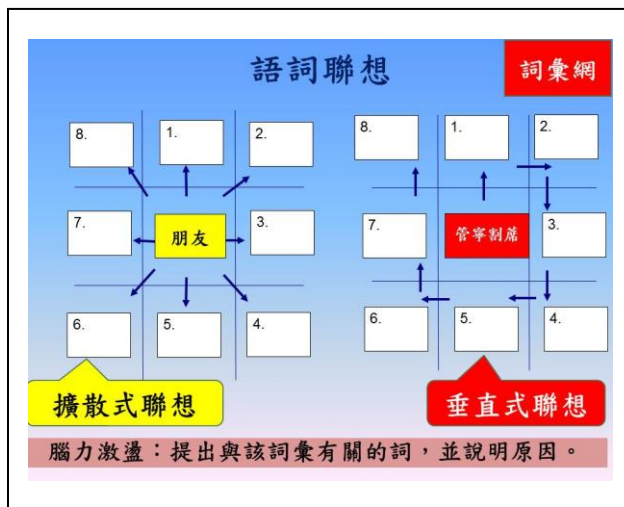 語詞聯想
詞彙網
8.
1.
2.
7.
朋友
3.
6.
5.
4.
擴散式聯想
8.
1.
2.
7.
管寧割蓆
3.
6.
5.
4.
垂直式聯想
腦力激盪：提出與該詞彙有關的詞，並說明原因。